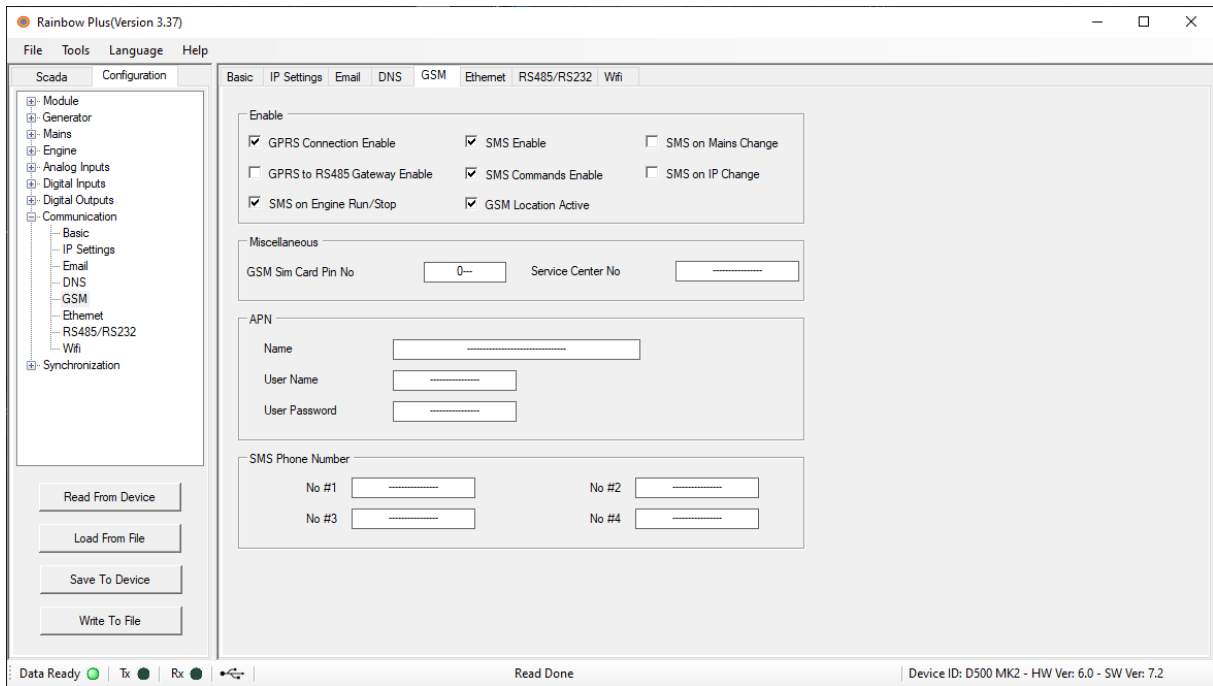 Rainbow Plus(Version 3.37)
File Tools Language Help
Scada Configuration
Module
Generator
Mains
Engine
Analog Inputs
Digital Inputs
Digital Outputs
Communication
Basic
IP Settings
Email
DNS
GSM
Ethernet
RS485/RS232
Wifi
Synchronization
Read From Device
Load From File
Save To Device
Write To File
Basic IP Settings Email DNS GSM Ethernet RS485/RS232 Wifi
Enable
GPRS Connection Enable SMS Enable SMS on Mains Change
GPRS to RS485 Gateway Enable SMS Commands Enable SMS on IP Change
SMS on Engine Run/Stop GSM Location Active
Miscellaneous
GSM Sim Card Pin No 0--- Service Center No ----------------
APN
Name --------------------------------
User Name ----------------
User Password ----------------
SMS Phone Number
No #1 ---------------- No #2 ----------------
No #3 ---------------- No #4 ----------------
Data Ready Tx Rx Read Done Device ID: D500 MK2 - HW Ver: 6.0 - SW Ver: 7.2